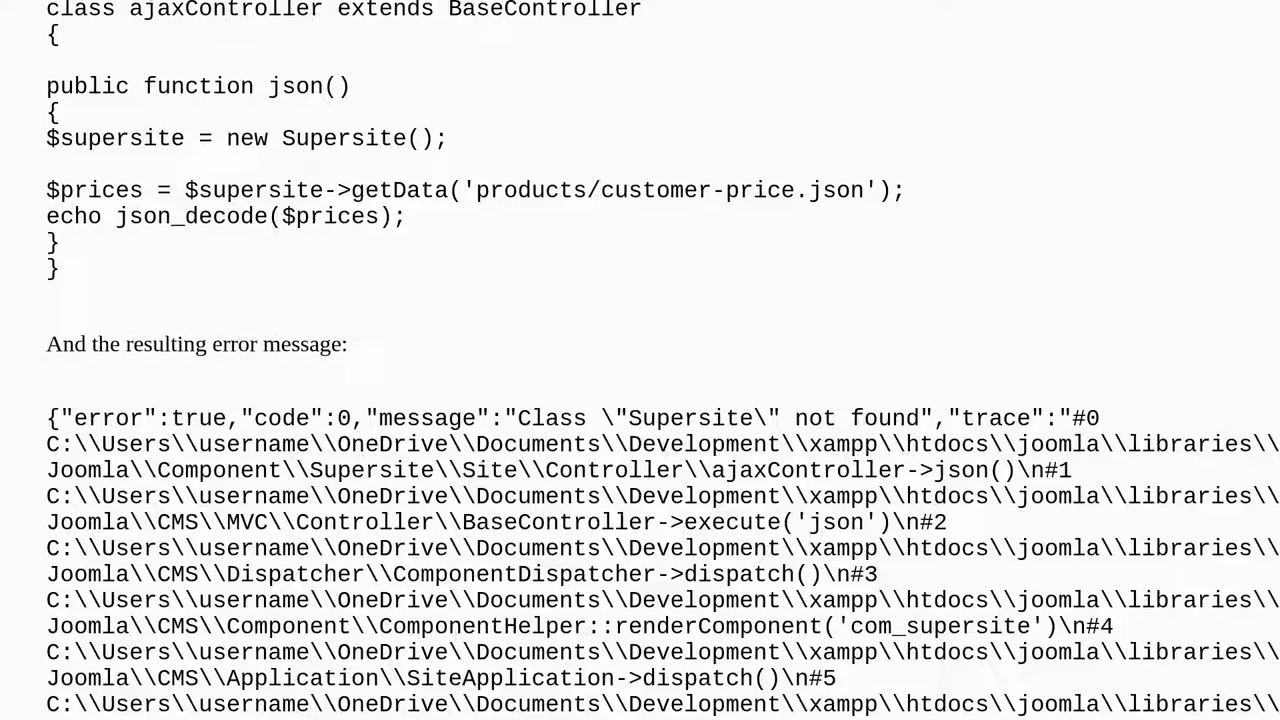 class ajaxController extends BaseController
{
public function json()
{
$supersite = new Supersite();
$prices = $supersite->getData('products/customer-price.json');
echo json_decode($prices);
}
}
And the resulting error message:
{"error":true,"code":0,"message":"Class \"Supersite\" not found","trace":"#0
C:\\Users\\username\\OneDrive\\Documents\\Development\\xampp\\htdocs\\joomla\\libraries\\
Joomla\\Component\\Supersite\\Site\\Controller\\ajaxController->json()\n#1
C:\\Users\\username\\OneDrive\\Documents\\Development\\xampp\\htdocs\\joomla\\libraries\\
Joomla\\CMS\\MVC\\Controller\\BaseController->execute('json')\n#2
C:\\Users\\username\\OneDrive\\Documents\\Development\\xampp\\htdocs\\joomla\\libraries\\
Joomla\\CMS\\Dispatcher\\ComponentDispatcher->dispatch()\n#3
C:\\Users\\username\\OneDrive\\Documents\\Development\\xampp\\htdocs\\joomla\\libraries\\
Joomla\\CMS\\Component\\ComponentHelper::renderComponent('com_supersite')\n#4
C:\\Users\\username\\OneDrive\\Documents\\Development\\xampp\\htdocs\\joomla\\libraries\\
Joomla\\CMS\\Application\\SiteApplication->dispatch()\n#5
C:\\Users\\username\\OneDrive\\Documents\\Development\\xampp\\htdocs\\joomla\\libraries\\